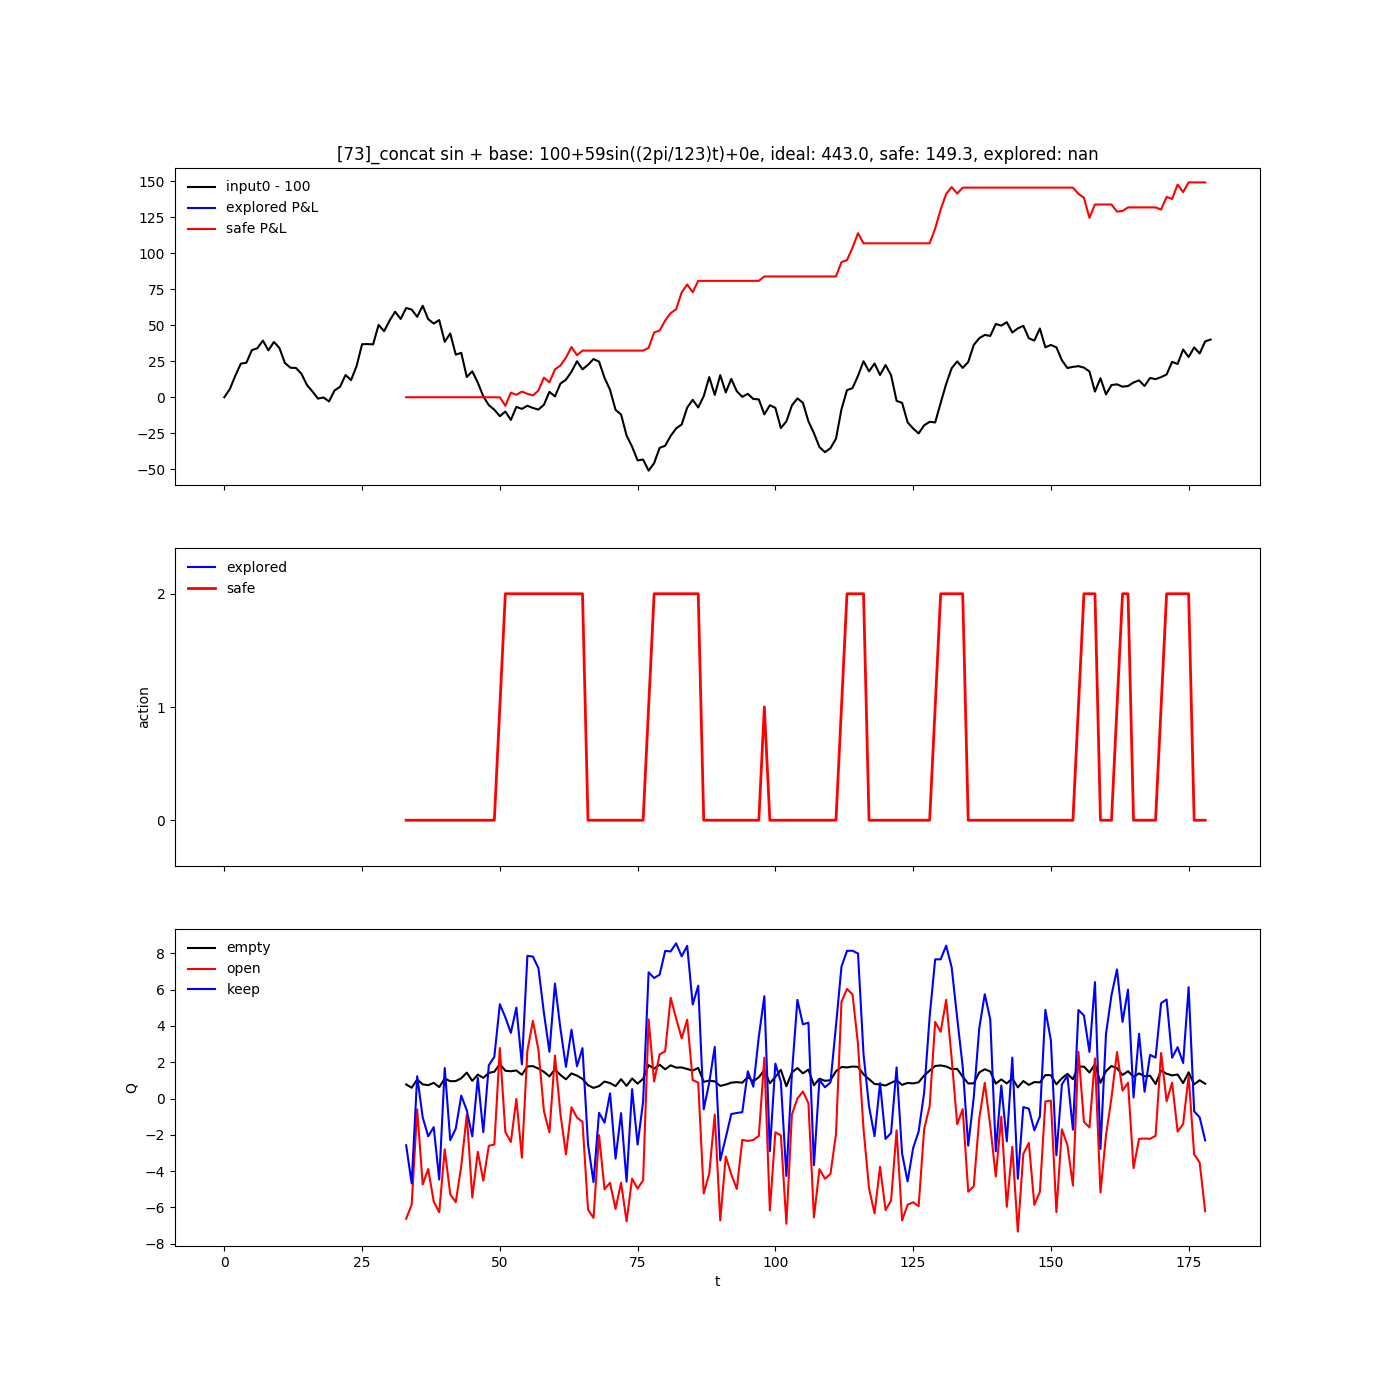 [73]_concat sin + base: 100+59sin((2pi/123)t)+0e, ideal: 443.0, safe: 149.3, explored: nan
150
125
100
75
50
25
0
−25
−50
input0 - 100
explored P&L
safe P&L
action
2
1
0
explored
safe
Q
8
6
4
2
0
−2
−4
−6
−8
empty
open
keep
0 25 50 75 100 125 150 175
t